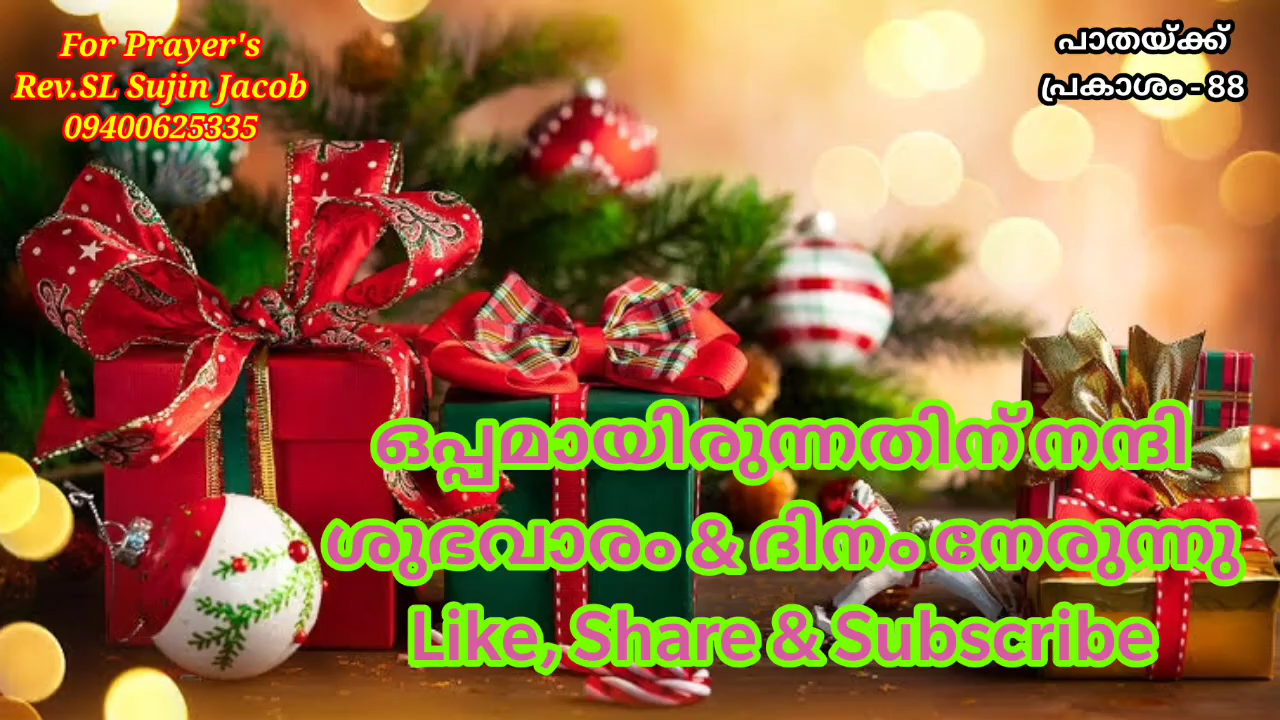 For Prayer's
Rev.SL Sujin Jacob
09400625335
പാതയ്ക്ക്
പ്രകാശം - 88
ഒപ്പമായിരുന്നതിന് നന്ദി
ശുഭവാരം & ദിനം നേരുന്നു
Like, Share & Subscribe